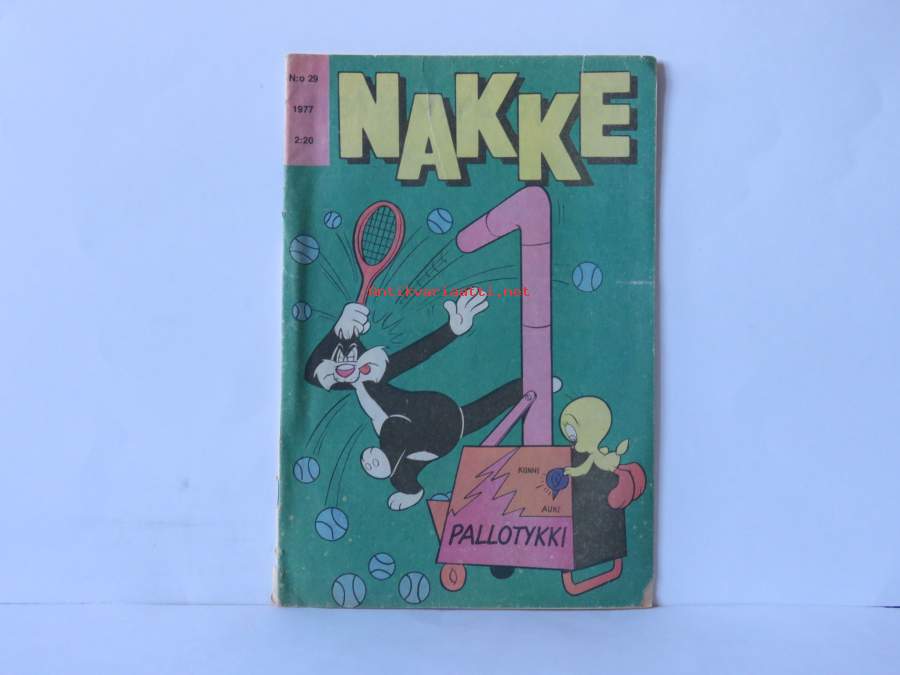 N:o 29
1977
2:20
NAKKE
antikvariaatti.net
KIINNI
AUKI
PALLOTYKKI